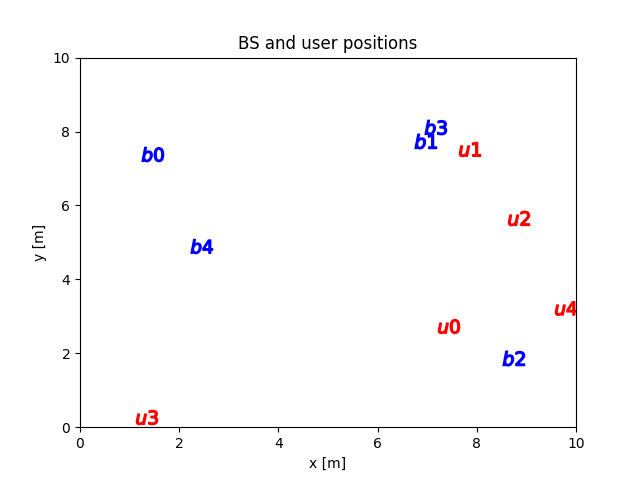 BS and user positions
10
8
6
4
2
0
y [m]
b3
b1
u1
b0
u2
b4
u4
u0
b2
u3
0 2 4 6 8 10
x [m]